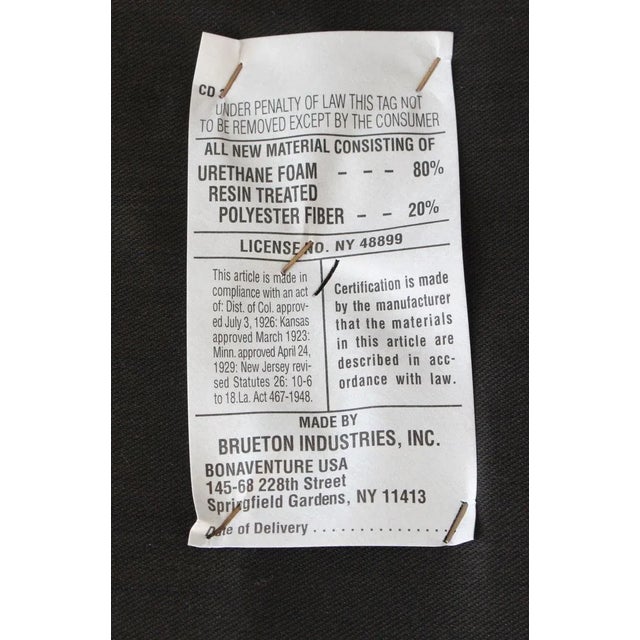 CD 3
UNDER PENALTY OF LAW THIS TAG NOT
TO BE REMOVED EXCEPT BY THE CONSUMER
ALL NEW MATERIAL CONSISTING OF
URETHANE FOAM - - - 80%
RESIN TREATED
POLYESTER FIBER - - 20%
LICENSE NO. NY 48899
This article is made in
compliance with an act
of: Dist. of Col. approv-
ed July 3, 1926: Kansas
approved March 1923:
Minn. approved April 24,
1929: New Jersey revi-
sed Statutes 26: 10-6
to 18.La. Act 467-1948.
Certification is made
by the manufacturer
that the materials
in this article are
described in acc-
ordance with law.
MADE BY
BRUETON INDUSTRIES, INC.
BONAVENTURE USA
145-68 228th Street
Springfield Gardens, NY 11413
Date of Delivery . . . . . . . . . . . . . . . .